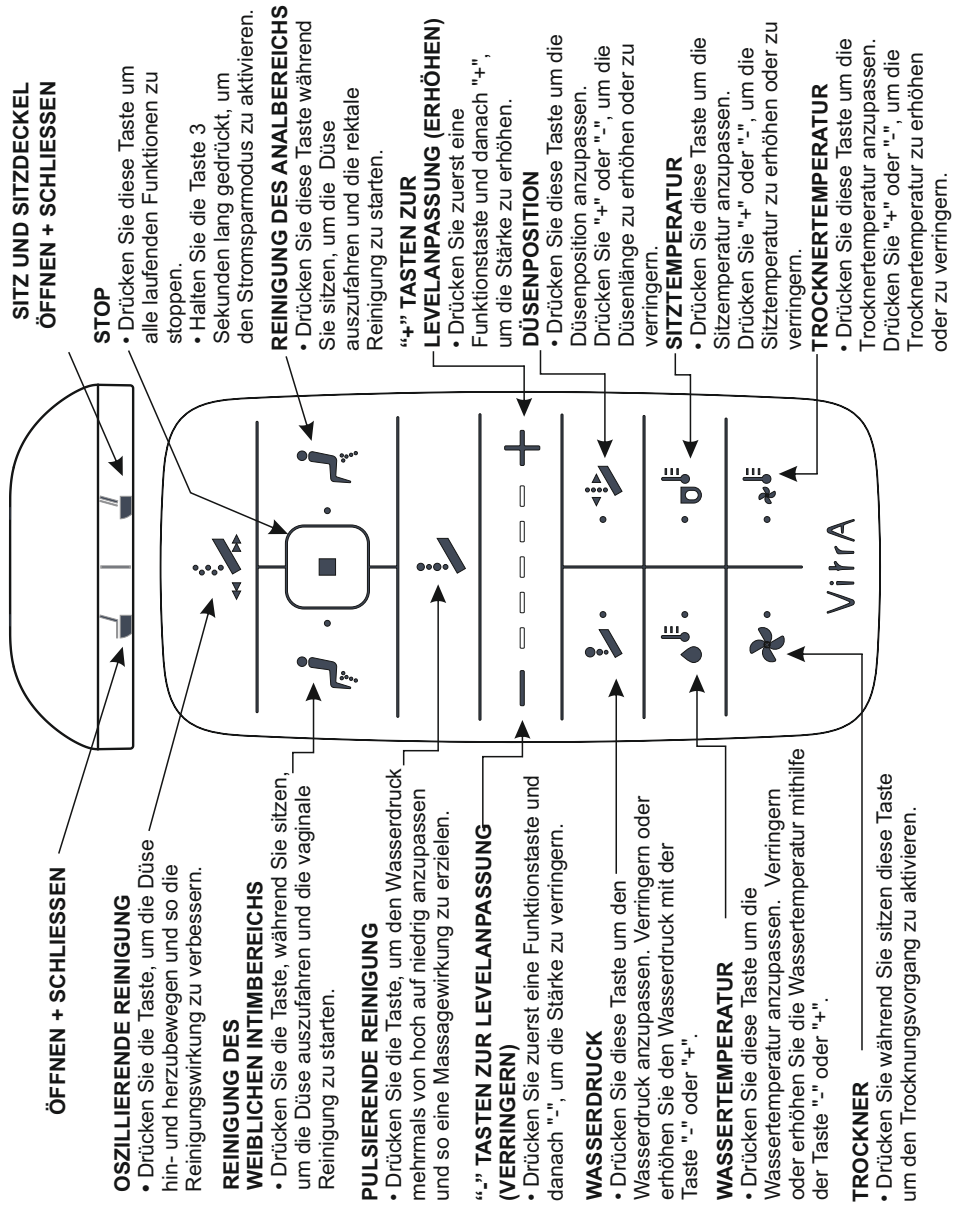 ÖFFNEN + SCHLIESSEN
OSZILLIERENDE REINIGUNG
• Drücken Sie die Taste, um die Düse
hin- und herzubewegen und so die
Reinigungswirkung zu verbessern.
REINIGUNG DES
WEIBLICHEN INTIMBEREICHS
• Drücken Sie die Taste, während Sie sitzen,
um die Düse auszufahren und die vaginale
Reinigung zu starten.
PULSIERENDE REINIGUNG
• Drücken Sie die Taste, um den Wasserdruck
mehrmals von hoch auf niedrig anzupassen
und so eine Massagewirkung zu erzielen.
“-” TASTEN ZUR LEVELANPASSUNG
(VERRINGERN)
• Drücken Sie zuerst eine Funktionstaste und
danach "-", um die Stärke zu verringern.
WASSERDRUCK
• Drücken Sie diese Taste um den
Wasserdruck anzupassen. Verringern oder
erhöhen Sie den Wasserdruck mit der
Taste "-" oder "+".
WASSERTEMPERATUR
• Drücken Sie diese Taste um die
Wassertemperatur anzupassen. Verringern
oder erhöhen Sie die Wassertemperatur mithilfe
der Taste "-" oder "+".
TROCKNER
• Drücken Sie während Sie sitzen diese Taste
um den Trocknungsvorgang zu aktivieren.
VitrA
SITZ UND SITZDECKEL
ÖFFNEN + SCHLIESSEN
STOP
• Drücken Sie diese Taste um
alle laufenden Funktionen zu
stoppen.
• Halten Sie die Taste 3
Sekunden lang gedrückt, um
den Stromsparmodus zu aktivieren.
REINIGUNG DES ANALBEREICHS
• Drücken Sie diese Taste während
Sie sitzen, um die Düse
auszufahren und die rektale
Reinigung zu starten.
“+” TASTEN ZUR
LEVELANPASSUNG (ERHÖHEN)
• Drücken Sie zuerst eine
Funktionstaste und danach "+",
um die Stärke zu erhöhen.
DÜSENPOSITION
• Drücken Sie diese Taste um die
Düsenposition anzupassen.
Drücken Sie "+" oder "-", um die
Düsenlänge zu erhöhen oder zu
verringern.
SITZTEMPERATUR
• Drücken Sie diese Taste um die
Sitzenperatur anzupassen.
Drücken Sie "+" oder "-", um die
Sitztemperatur zu erhöhen oder zu
verringern.
TROCKNERTEMPERATUR
• Drücken Sie diese Taste um die
Trocknertemperatur anzupassen.
Drücken Sie "+" oder "-", um die
Trocknertemperatur zu erhöhen
oder zu verringern.